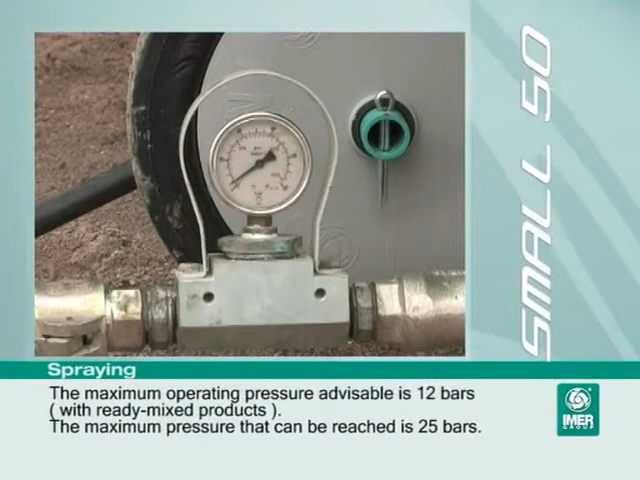 SMALL 50
Spraying
The maximum operating pressure advisable is 12 bars
( with ready-mixed products ).
The maximum pressure that can be reached is 25 bars.
IMER
GROUP